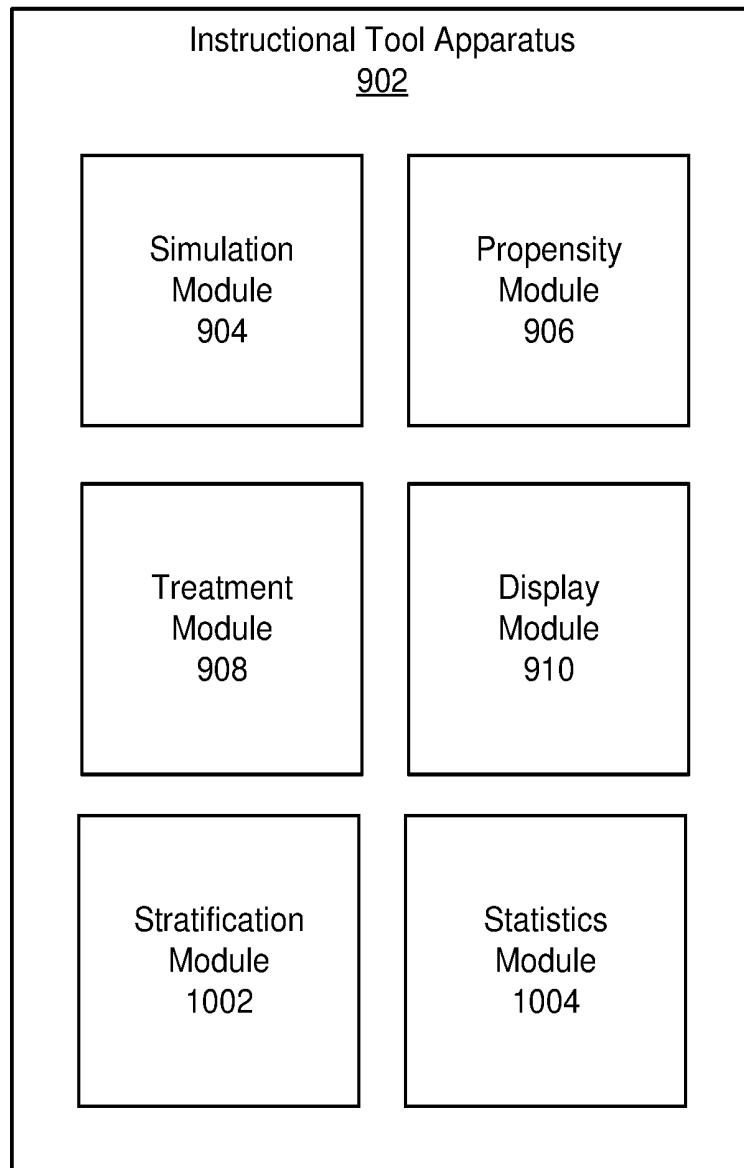 Instructional Tool Apparatus
902
Simulation
Module
904
Propensity
Module
906
Treatment
Module
908
Display
Module
910
Stratification
Module
1002
Statistics
Module
1004